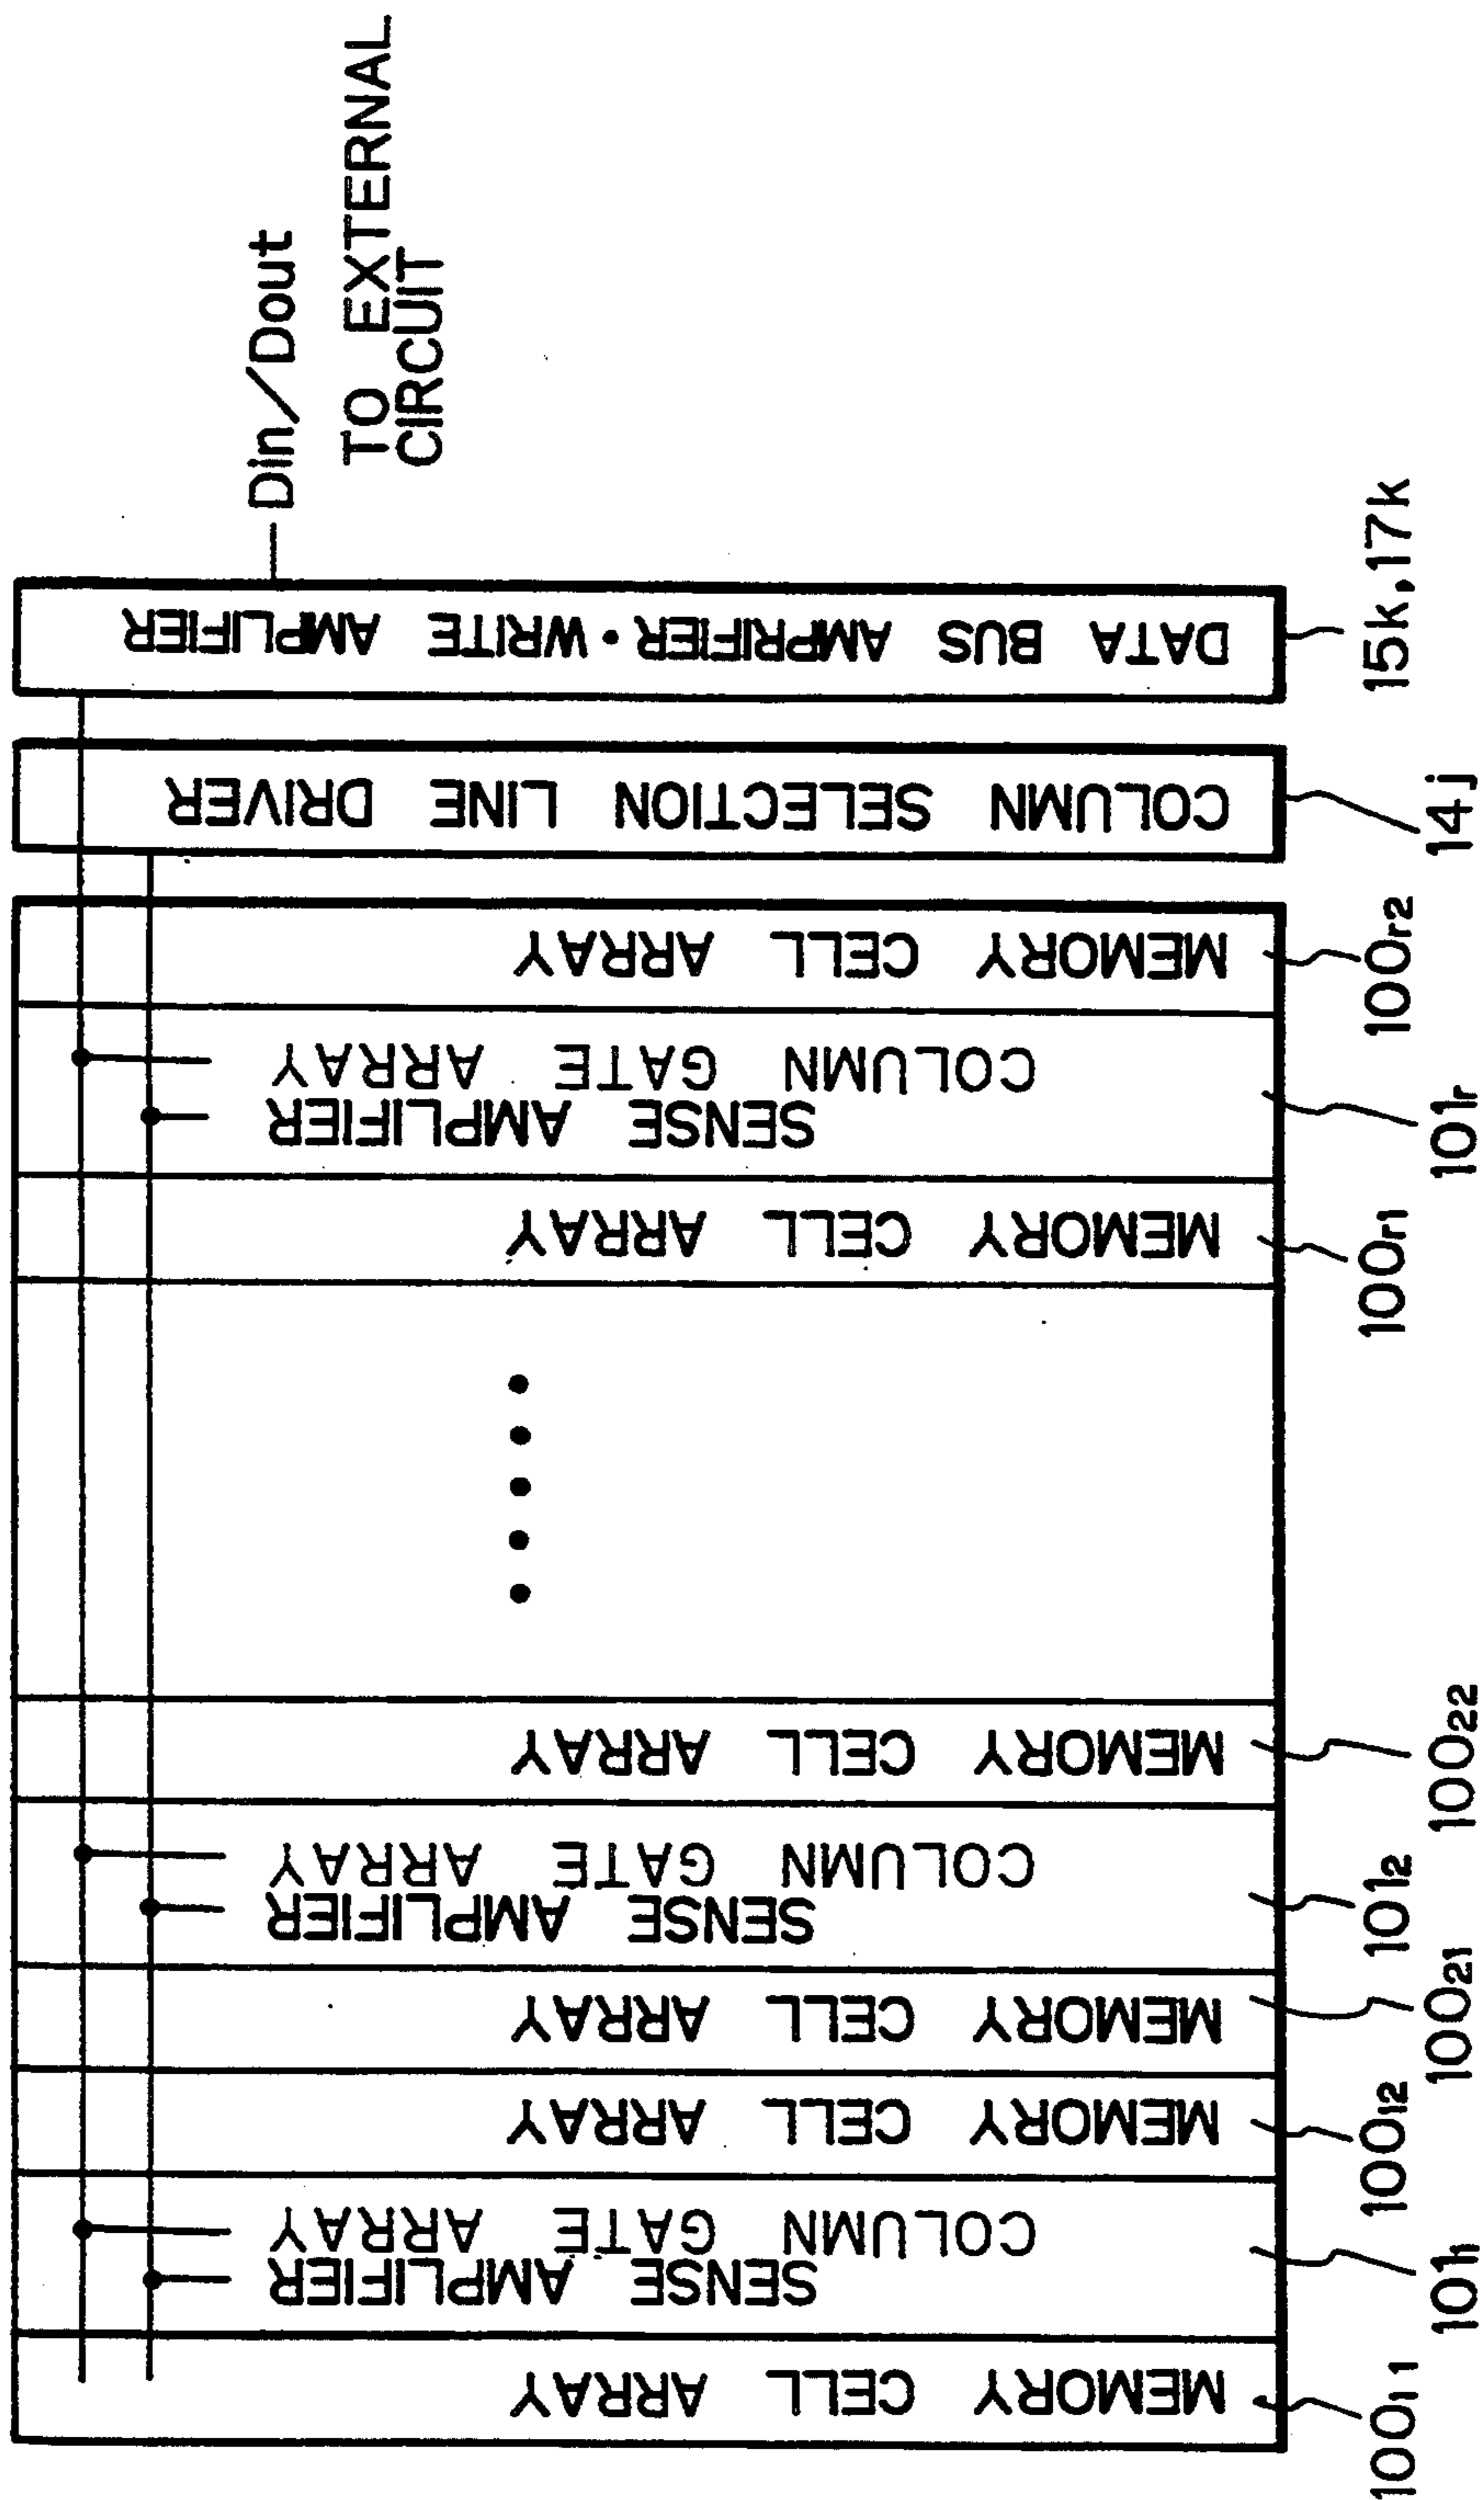 MEMORY CELL ARRAY
SENSE AMPLIFIER
COLUMN GATE ARRAY
MEMORY CELL ARRAY
MEMORY CELL ARRAY
SENSE AMPLIFIER
COLUMN GATE ARRAY
MEMORY CELL ARRAY
MEMORY CELL ARRAY
SENSE AMPLIFIER
COLUMN GATE ARRAY
MEMORY CELL ARRAY
COLUMN SELECTION LINE DRIVER
DATA BUS AMPRIFIER・WRITE AMPLIFIER
Din/Dout
TO EXTERNAL
CIRCUIT
10011
1011
10012
10021
1012
10022
100r1
101r
100r2
14j
15k,17k